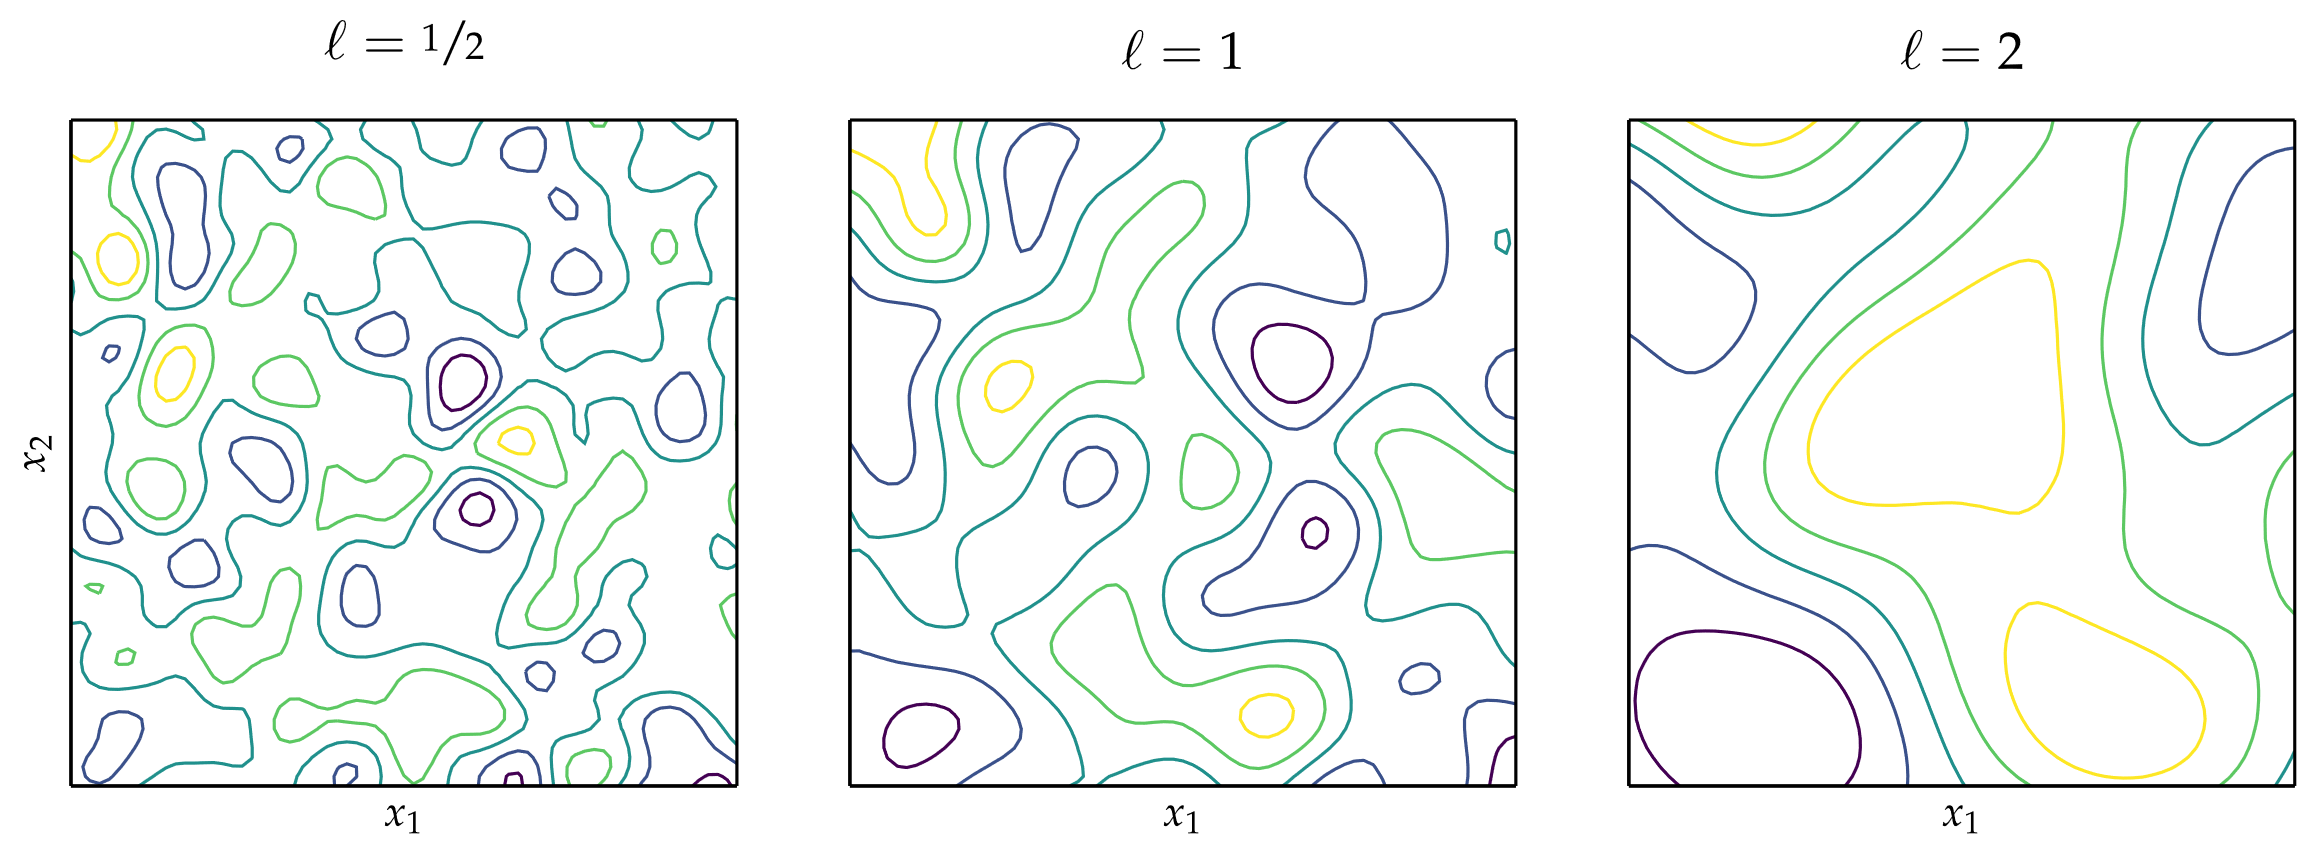 ℓ = 1/2
ℓ = 1
ℓ = 2
x₂
x₁
x₁
x₁